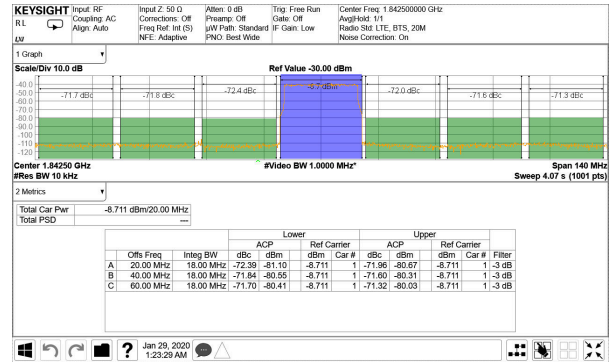 KEYSIGHT Input: RF Input Z: 50 Ω Atten: 0 dB Trig: Free Run Center Freq: 1.842500000 GHz
RL Coupling: AC Corrections: Off Preamp: Off Gate: Off Avg|Hold: 1/1
Align: Auto Freq Ref: Int (S) µW Path: Standard IF Gain: Low Radio Std: LTE, BTS, 20M
LXI NFE: Adaptive PNO: Best Wide Noise Correction: On
1 Graph
Scale/Div 10.0 dB Ref Value -30.00 dBm
-40.0
-50.0
-60.0
-70.0
-80.0
-90.0
-100
-110
-120
-71.7 dBc -71.8 dBc -72.4 dBc -8.7 dBm -72.0 dBc -71.6 dBc -71.3 dBc
Center 1.84250 GHz #Video BW 1.0000 MHz* Span 140 MHz
#Res BW 10 kHz Sweep 4.07 s (1001 pts)
2 Metrics
Total Car Pwr -8.711 dBm/20.00 MHz
Total PSD ---
Lower Upper
ACP Ref Carrier ACP Ref Carrier
Offs Freq Integ BW dBc dBm dBm Car # dBc dBm dBm Car # Filter
A 20.00 MHz 18.00 MHz -72.39 -81.10 -8.711 1 -71.96 -80.67 -8.711 1 -3 dB
B 40.00 MHz 18.00 MHz -71.84 -80.55 -8.711 1 -71.60 -80.31 -8.711 1 -3 dB
C 60.00 MHz 18.00 MHz -71.70 -80.41 -8.711 1 -71.32 -80.03 -8.711 1 -3 dB
? Jan 29, 2020
1:23:29 AM